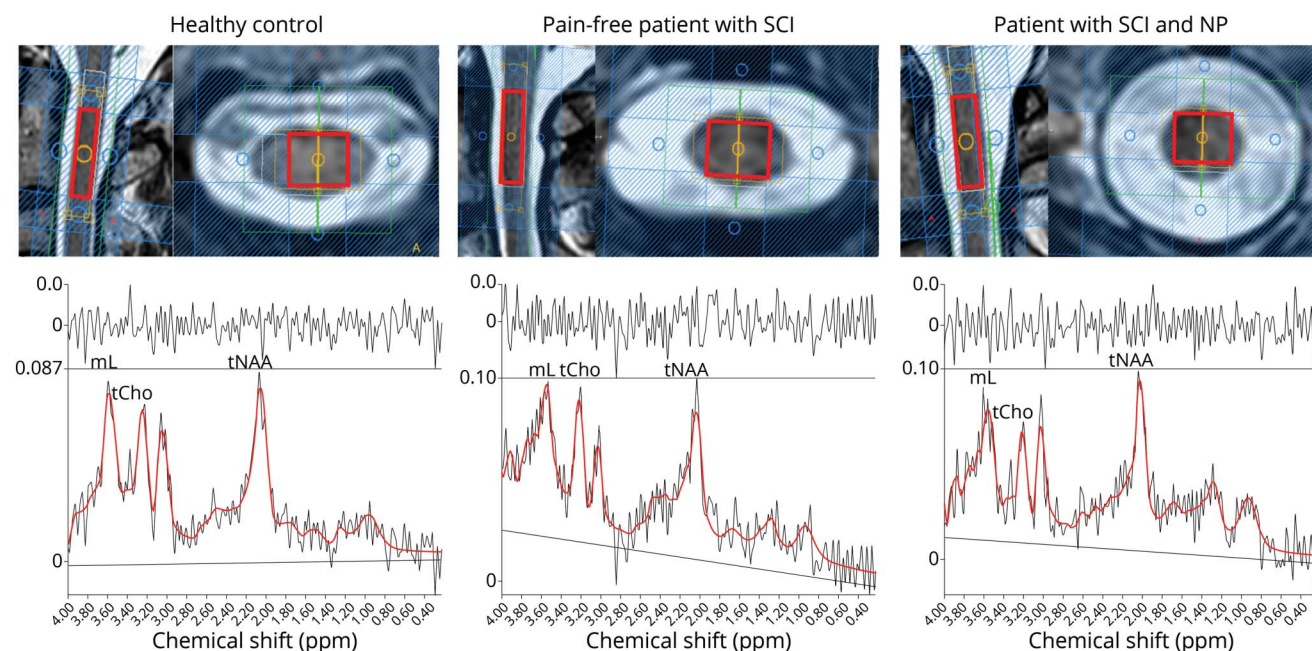 Healthy control
Pain-free patient with SCI
Patient with SCI and NP
A
A
0.0
0
0.087
mL
tCho
tNAA
0
4.00 3.80 3.60 3.40 3.20 3.00 2.80 2.60 2.40 2.20 2.00 1.80 1.60 1.40 1.20 1.00 0.80 0.60 0.40
Chemical shift (ppm)
0.0
0
0.10
mL tCho
tNAA
0
4.00 3.80 3.60 3.40 3.20 3.00 2.80 2.60 2.40 2.20 2.00 1.80 1.60 1.40 1.20 1.00 0.80 0.60 0.40
Chemical shift (ppm)
0.0
0
0.10
mL
tCho
tNAA
0
4.00 3.80 3.60 3.40 3.20 3.00 2.80 2.60 2.40 2.20 2.00 1.80 1.60 1.40 1.20 1.00 0.80 0.60 0.40
Chemical shift (ppm)